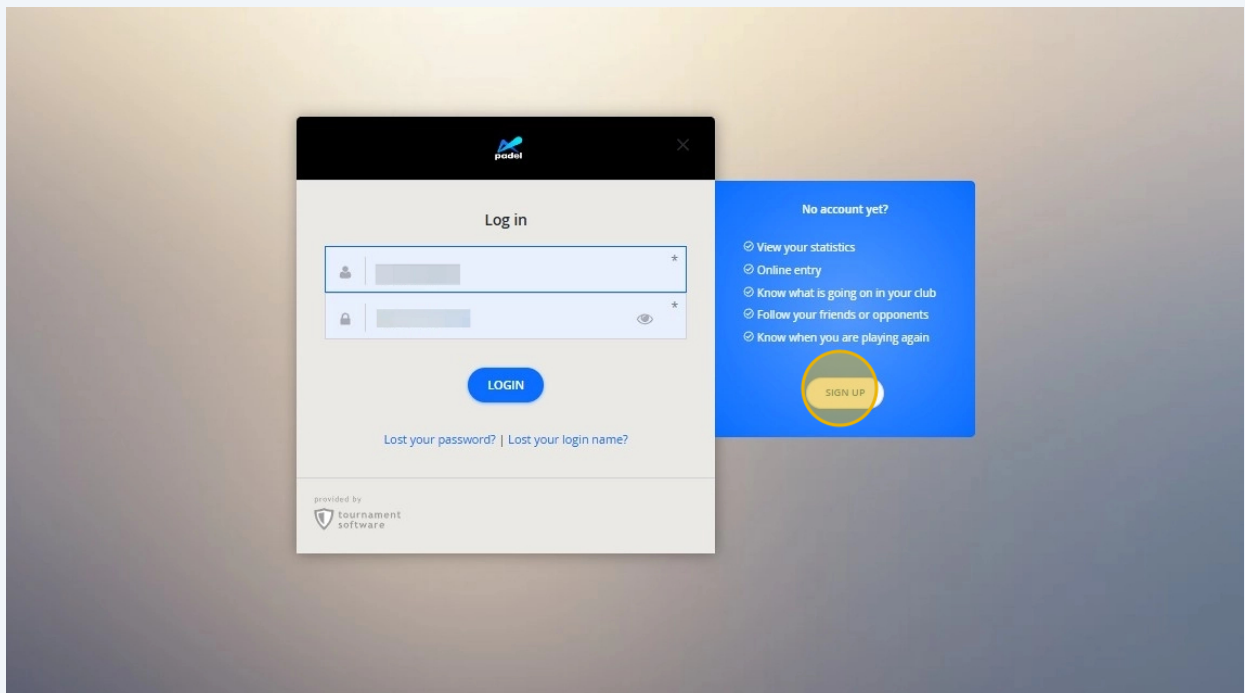 padel
Log in
*
*
LOGIN
Lost your password? | Lost your login name?
provided by
tournament
software
No account yet?
View your statistics
Online entry
Know what is going on in your club
Follow your friends or opponents
Know when you are playing again
SIGN UP